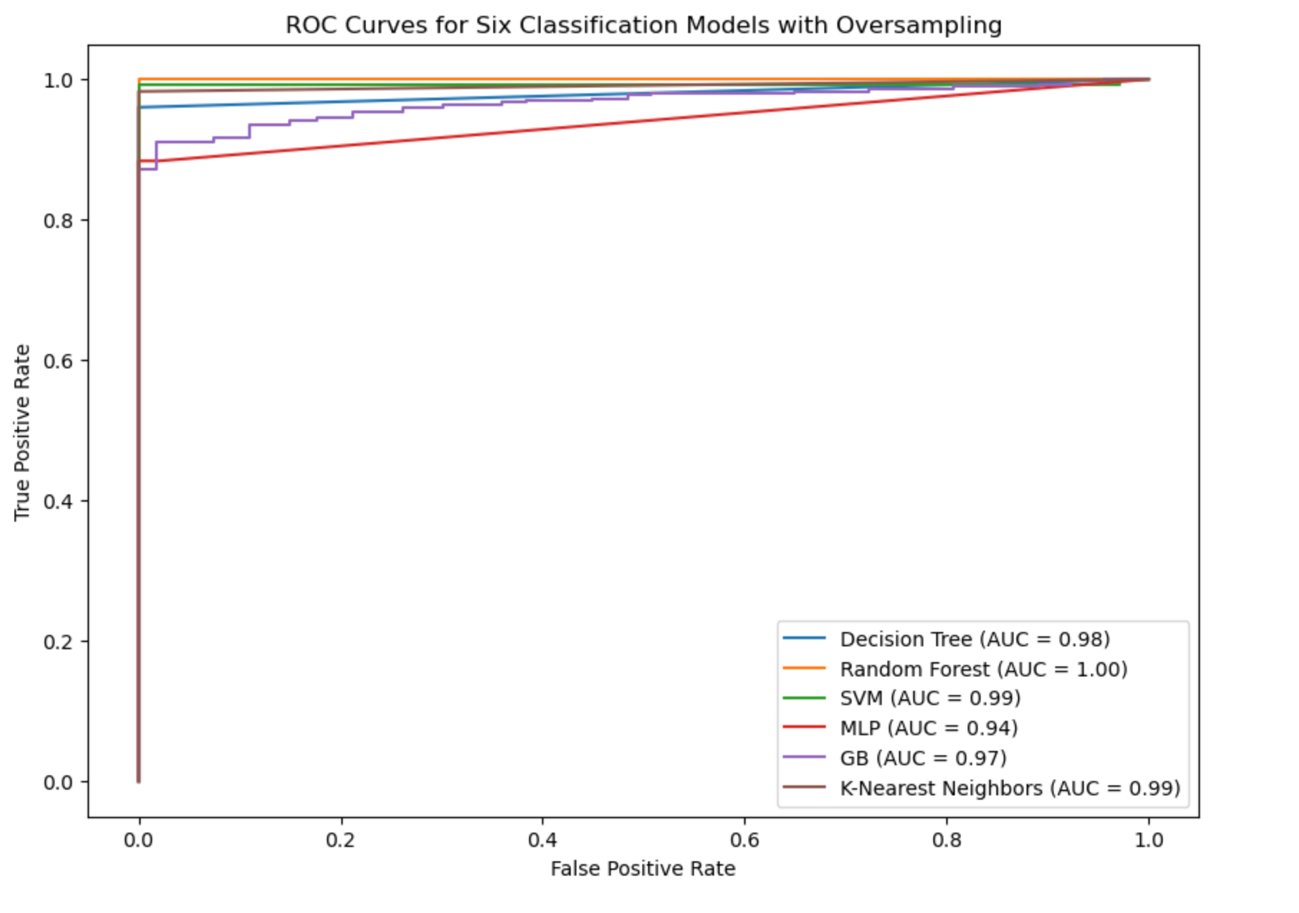 ROC Curves for Six Classification Models with Oversampling
1.0
0.8
0.6
0.4
0.2
0.0
True Positive Rate
Decision Tree (AUC = 0.98)
Random Forest (AUC = 1.00)
SVM (AUC = 0.99)
MLP (AUC = 0.94)
GB (AUC = 0.97)
K-Nearest Neighbors (AUC = 0.99)
0.0 0.2 0.4 0.6 0.8 1.0
False Positive Rate